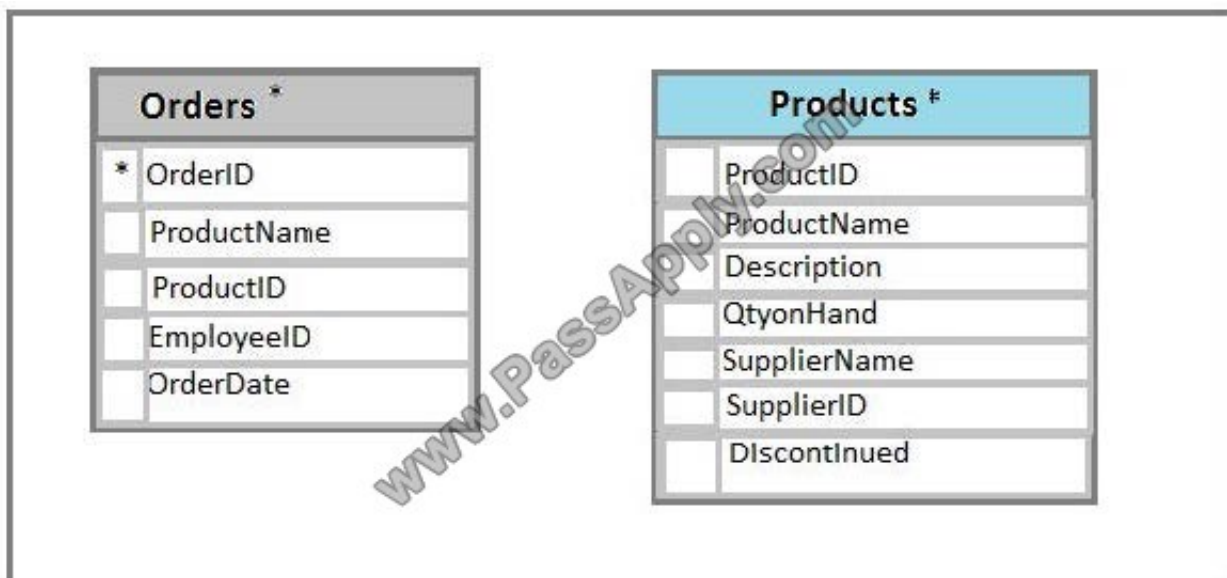 Orders *
* OrderID
ProductName
ProductID
EmployeeID
OrderDate
Products *
ProductID
ProductName
Description
QtyonHand
SupplierName
SupplierID
Discontinued
www.PassApply.com